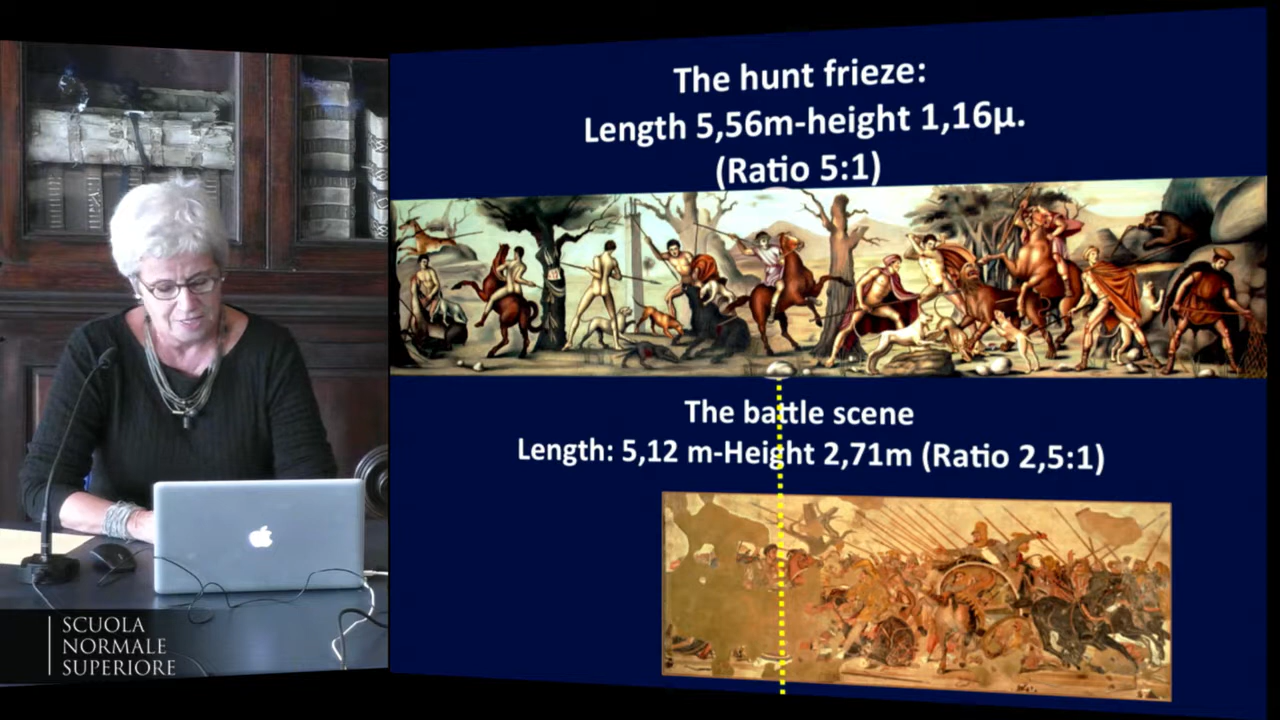 The hunt frieze:
Length 5,56m-height 1,16μ.
(Ratio 5:1)
The battle scene
Length: 5,12 m-Height 2,71m (Ratio 2,5:1)
SCUOLA
NORMALE
SUPERIORE